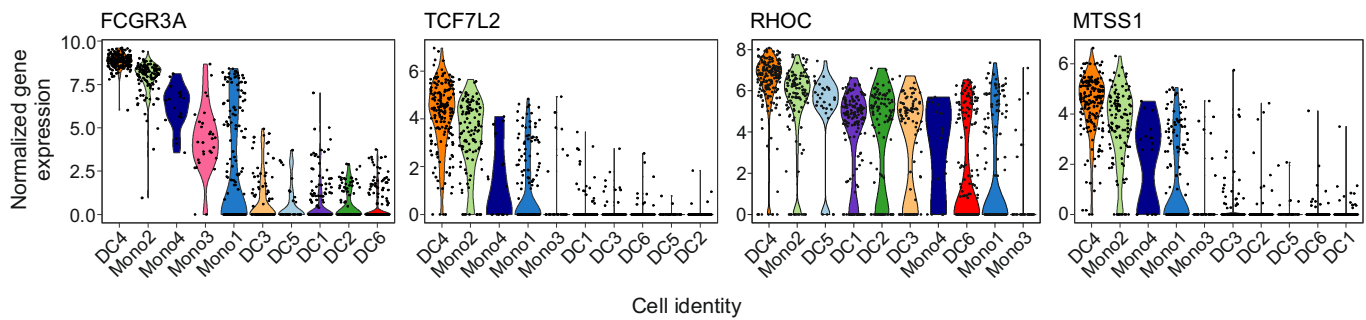 FCGR3A TCF7L2 RHOC MTSS1
Normalized gene
expression
10.0
7.5
5.0
2.5
0.0
DC4 Mono2 Mono4 Mono3 Mono1 DC3 DC5 DC1 DC2 DC6
6
4
2
0
DC4 Mono2 Mono4 Mono1 Mono3 DC1 DC3 DC6 DC5 DC2
8
6
4
2
0
DC4 Mono2 DC5 DC1 DC2 DC3 Mono4 DC6 Mono1 Mono3
6
4
2
0
DC4 Mono2 Mono4 Mono1 Mono3 DC3 DC2 DC5 DC6 DC1
Cell identity